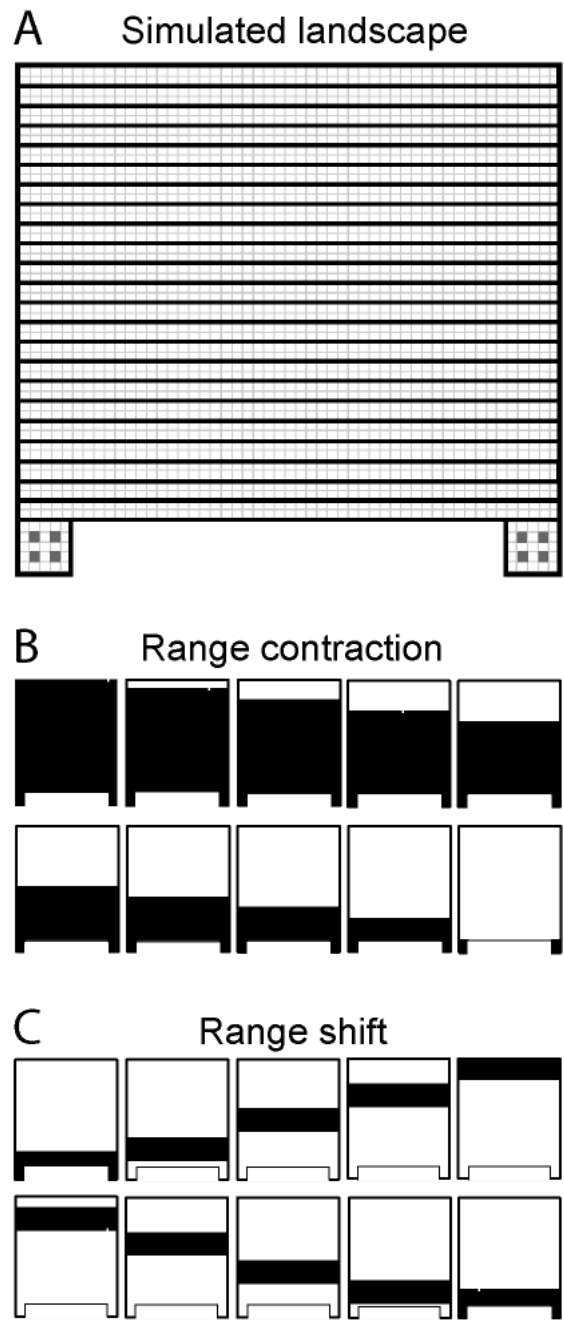 A
Simulated landscape
B
Range contraction
C
Range shift